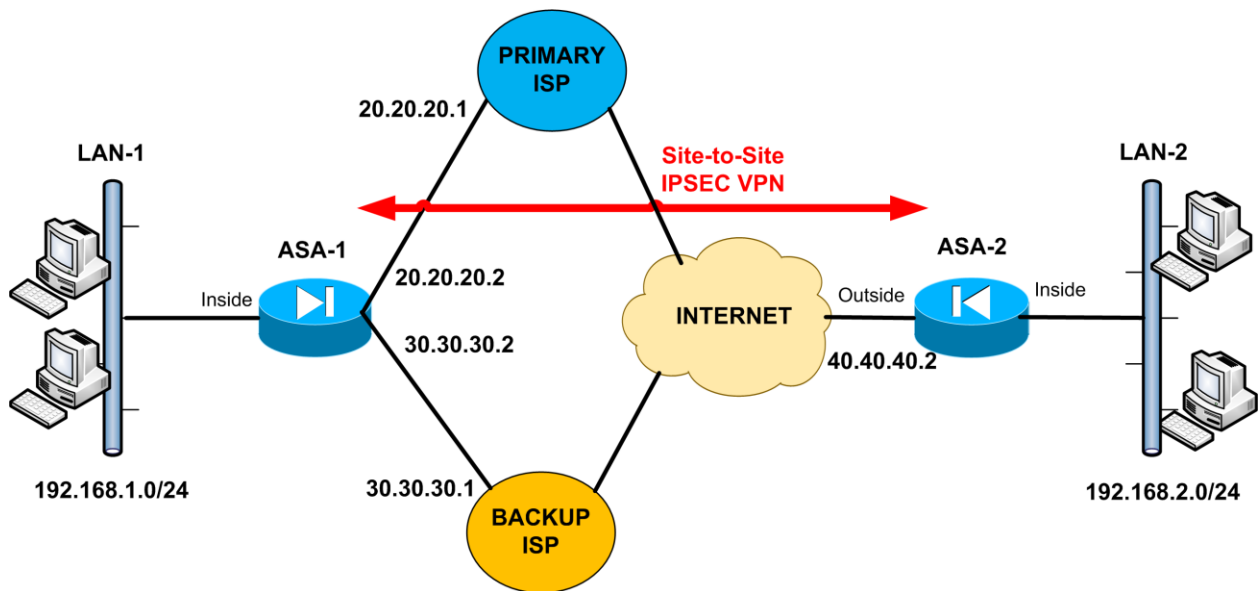 PRIMARY
ISP
20.20.20.1
LAN-1
Site-to-Site
IPSEC VPN
LAN-2
ASA-1
ASA-2
20.20.20.2
Inside
Outside
Inside
INTERNET
30.30.30.2
40.40.40.2
192.168.1.0/24
30.30.30.1
192.168.2.0/24
BACKUP
ISP